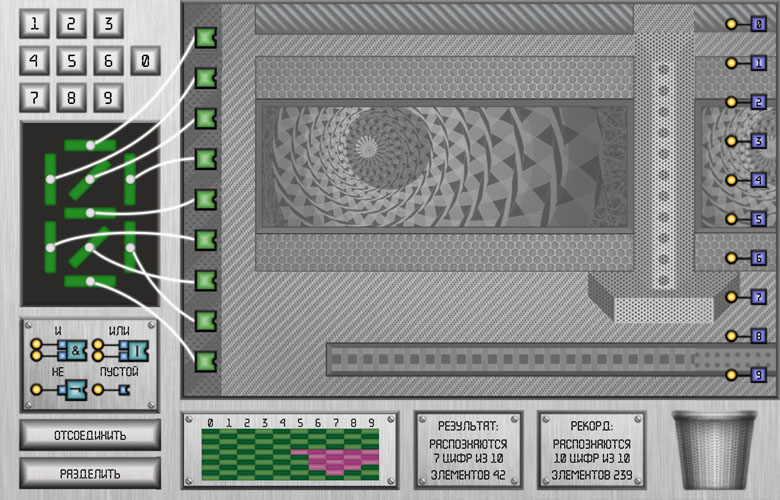 1 2 3
4 5 6 0
7 8 9
И ИЛИ
& |
НЕ ПУСТОЙ
¬
ОТСОЕДИНИТЬ
РАЗДЕЛИТЬ
0 1 2 3 4 5 6 7 8 9
РЕЗУЛЬТАТ:
РАСПОЗНАЮТСЯ
7 ЦИФР ИЗ 10
ЭЛЕМЕНТОВ 42
РЕКОРД:
РАСПОЗНАЮТСЯ
10 ЦИФР ИЗ 10
ЭЛЕМЕНТОВ 239
0
1
2
3
4
5
6
7
8
9